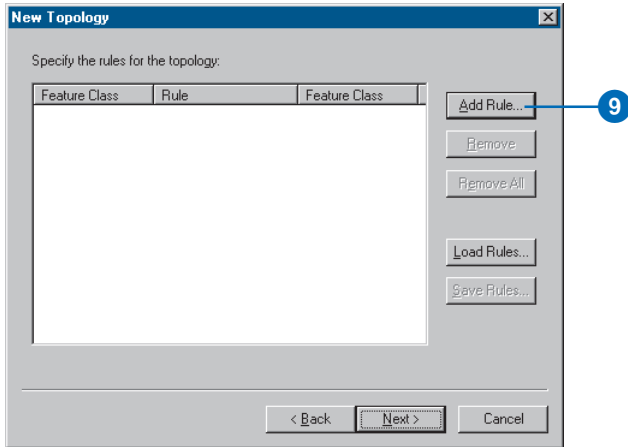 New Topology
Specify the rules for the topology:
Feature Class Rule Feature Class
Add Rule...
9
Remove
Remove All
Load Rules...
Save Rules...
< Back Next > Cancel